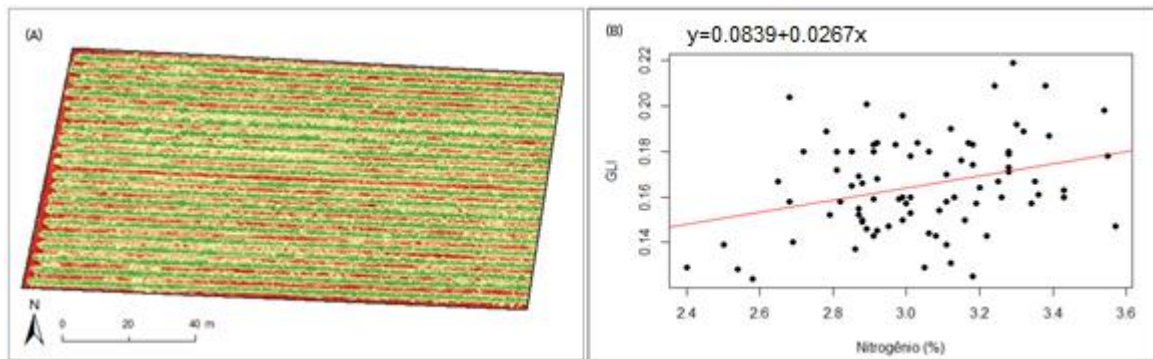 (A)
N
0 20 40 m
(B)
y=0.0839+0.0267x
GLI
0.22
0.20
0.18
0.16
0.14
2.4 2.6 2.8 3.0 3.2 3.4 3.6
Nitrogênio (%)